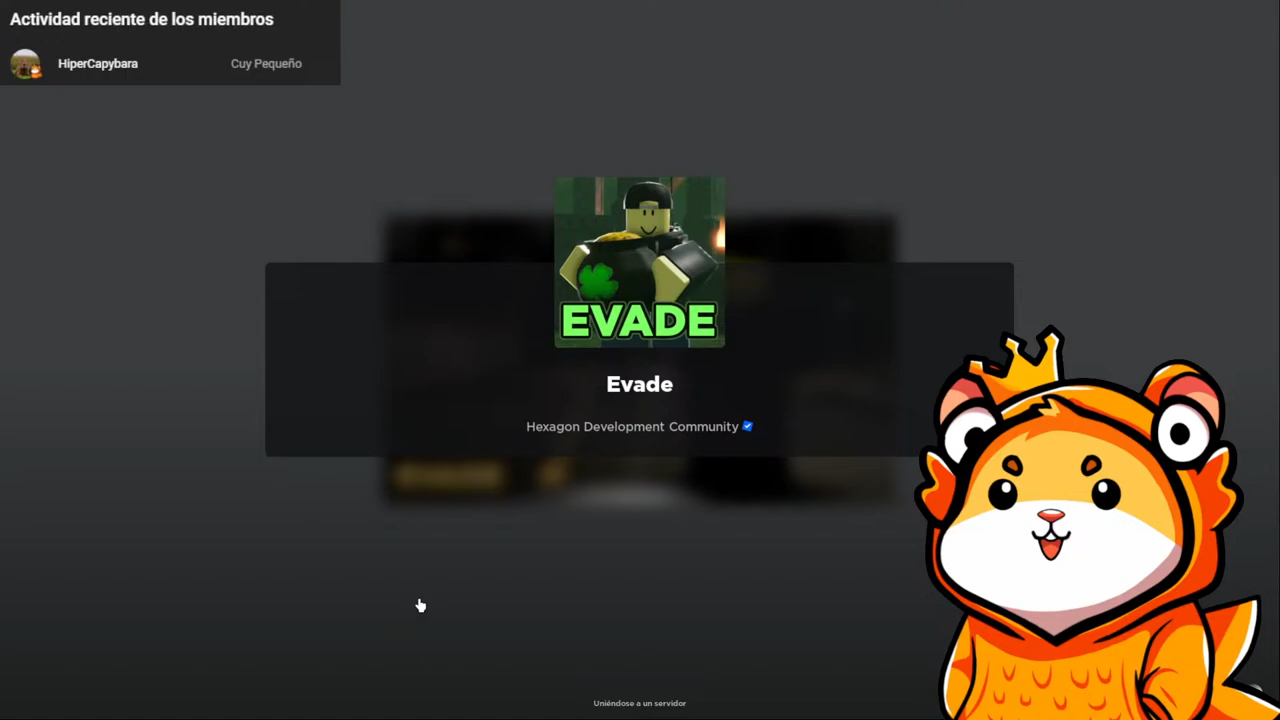 Actividad reciente de los miembros
HiperCapybara
Cuy Pequeño
EVADE
Evade
Hexagon Development Community
Uniéndose a un servidor